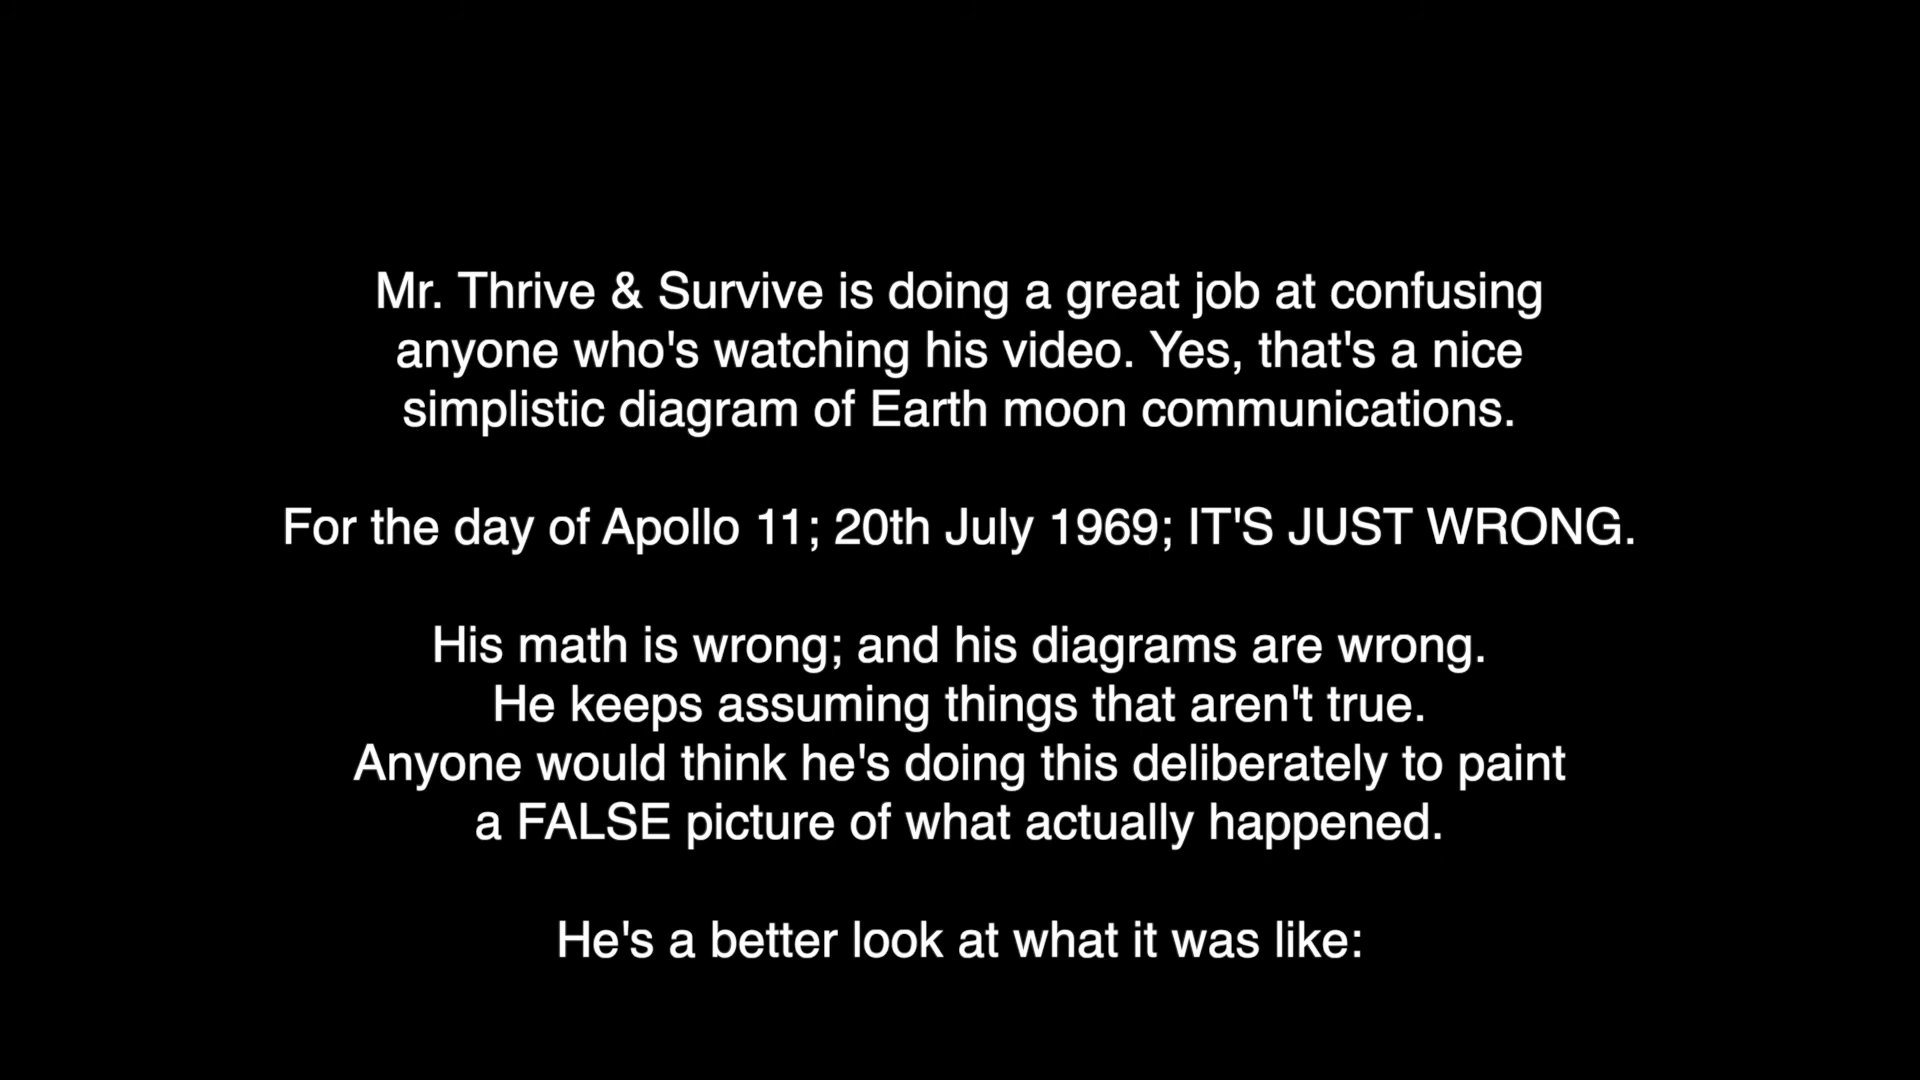 Mr. Thrive & Survive is doing a great job at confusing
anyone who's watching his video. Yes, that's a nice
simplistic diagram of Earth moon communications.
For the day of Apollo 11; 20th July 1969; IT'S JUST WRONG.
His math is wrong; and his diagrams are wrong.
He keeps assuming things that aren't true.
Anyone would think he's doing this deliberately to paint
a FALSE picture of what actually happened.
He's a better look at what it was like: